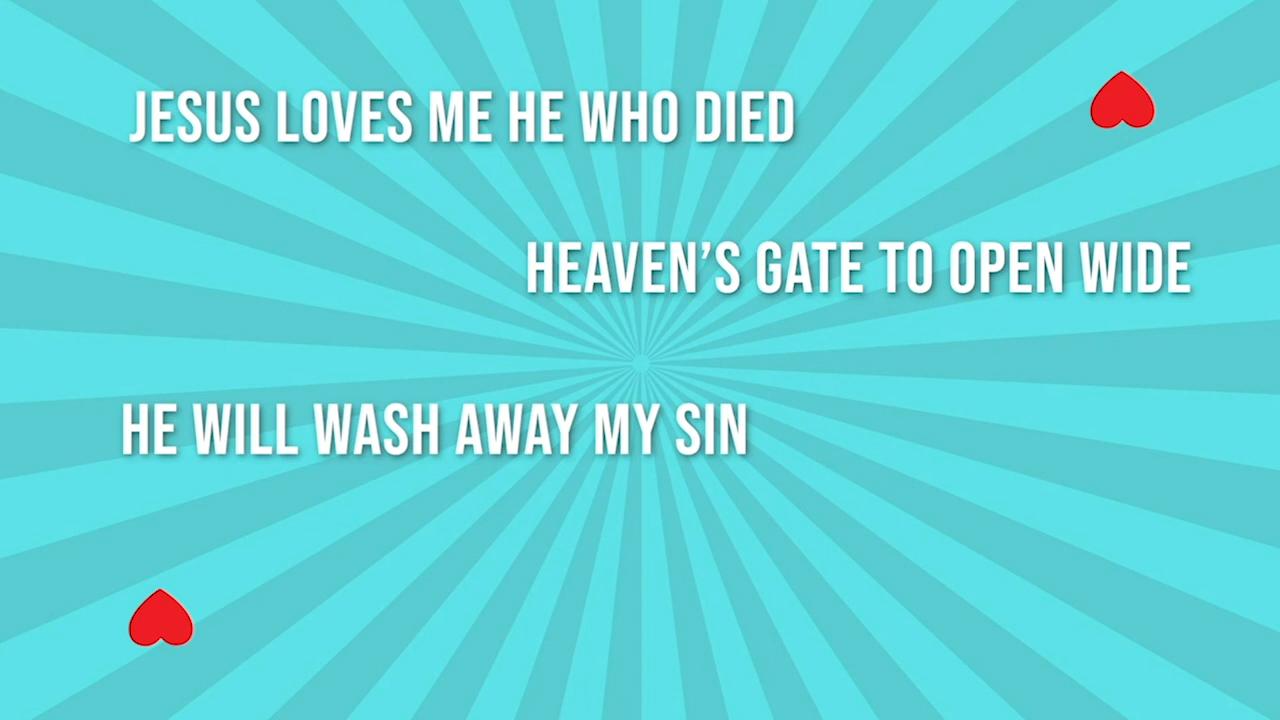 JESUS LOVES ME HE WHO DIED
HEAVEN’S GATE TO OPEN WIDE
HE WILL WASH AWAY MY SIN